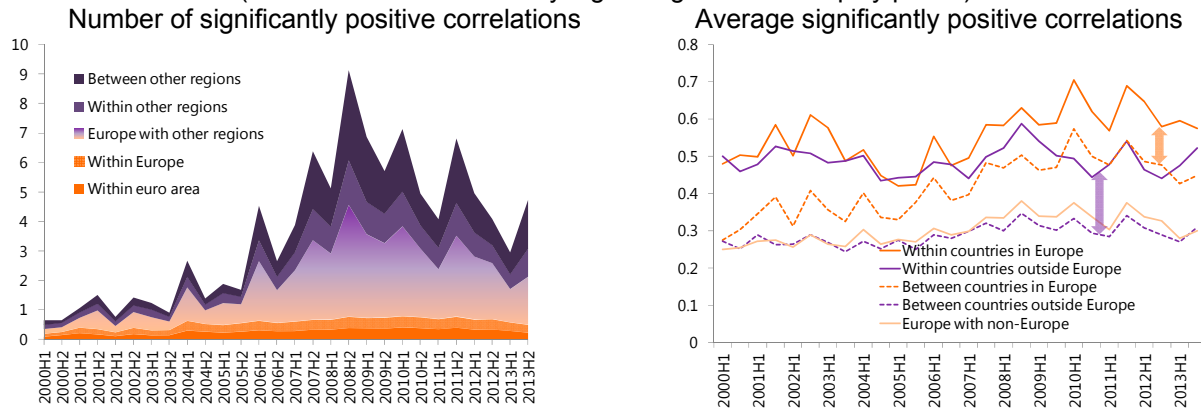 Number of significantly positive correlations
10
9
8
7
6
5
4
3
2
1
0
Between other regions
Within other regions
Europe with other regions
Within Europe
Within euro area
2000H1
2000H2
2001H1
2001H2
2002H1
2002H2
2003H1
2003H2
2004H1
2004H2
2005H1
2005H2
2006H1
2006H2
2007H1
2007H2
2008H1
2008H2
2009H1
2009H2
2010H1
2010H2
2011H1
2011H2
2012H1
2012H2
2013H1
2013H2
Average significantly positive correlations
0.8
0.7
0.6
0.5
0.4
0.3
0.2
0.1
0
Within countries in Europe
Within countries outside Europe
Between countries in Europe
Between countries outside Europe
Europe with non-Europe
2000H1
2001H1
2002H1
2003H1
2004H1
2005H1
2006H1
2007H1
2008H1
2009H1
2010H1
2011H1
2012H1
2013H1